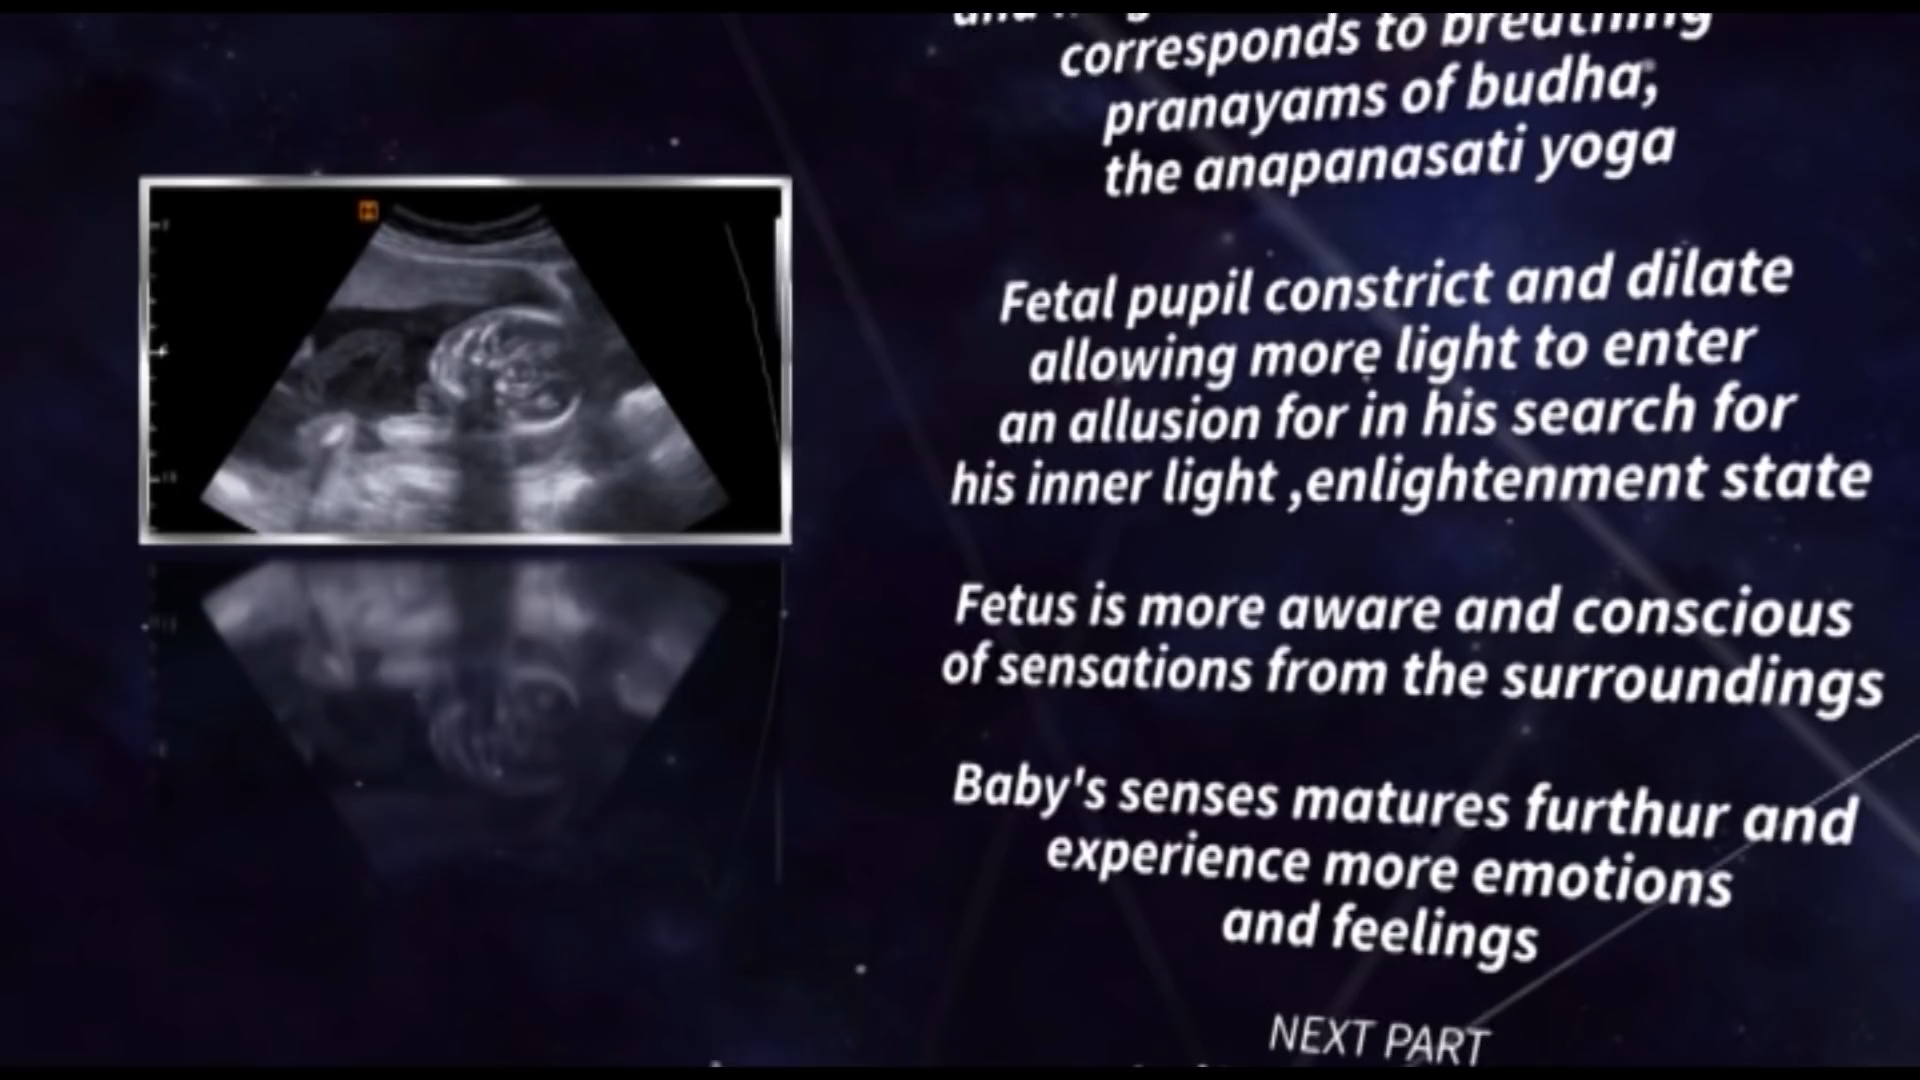 corresponds to breathing
pranayams of budha,
the anapanasati yoga
Fetal pupil constrict and dilate
allowing more light to enter
an allusion for in his search for
his inner light ,enlightenment state
Fetus is more aware and conscious
of sensations from the surroundings
Baby's senses matures furthur and
experience more emotions
and feelings
NEXT PART